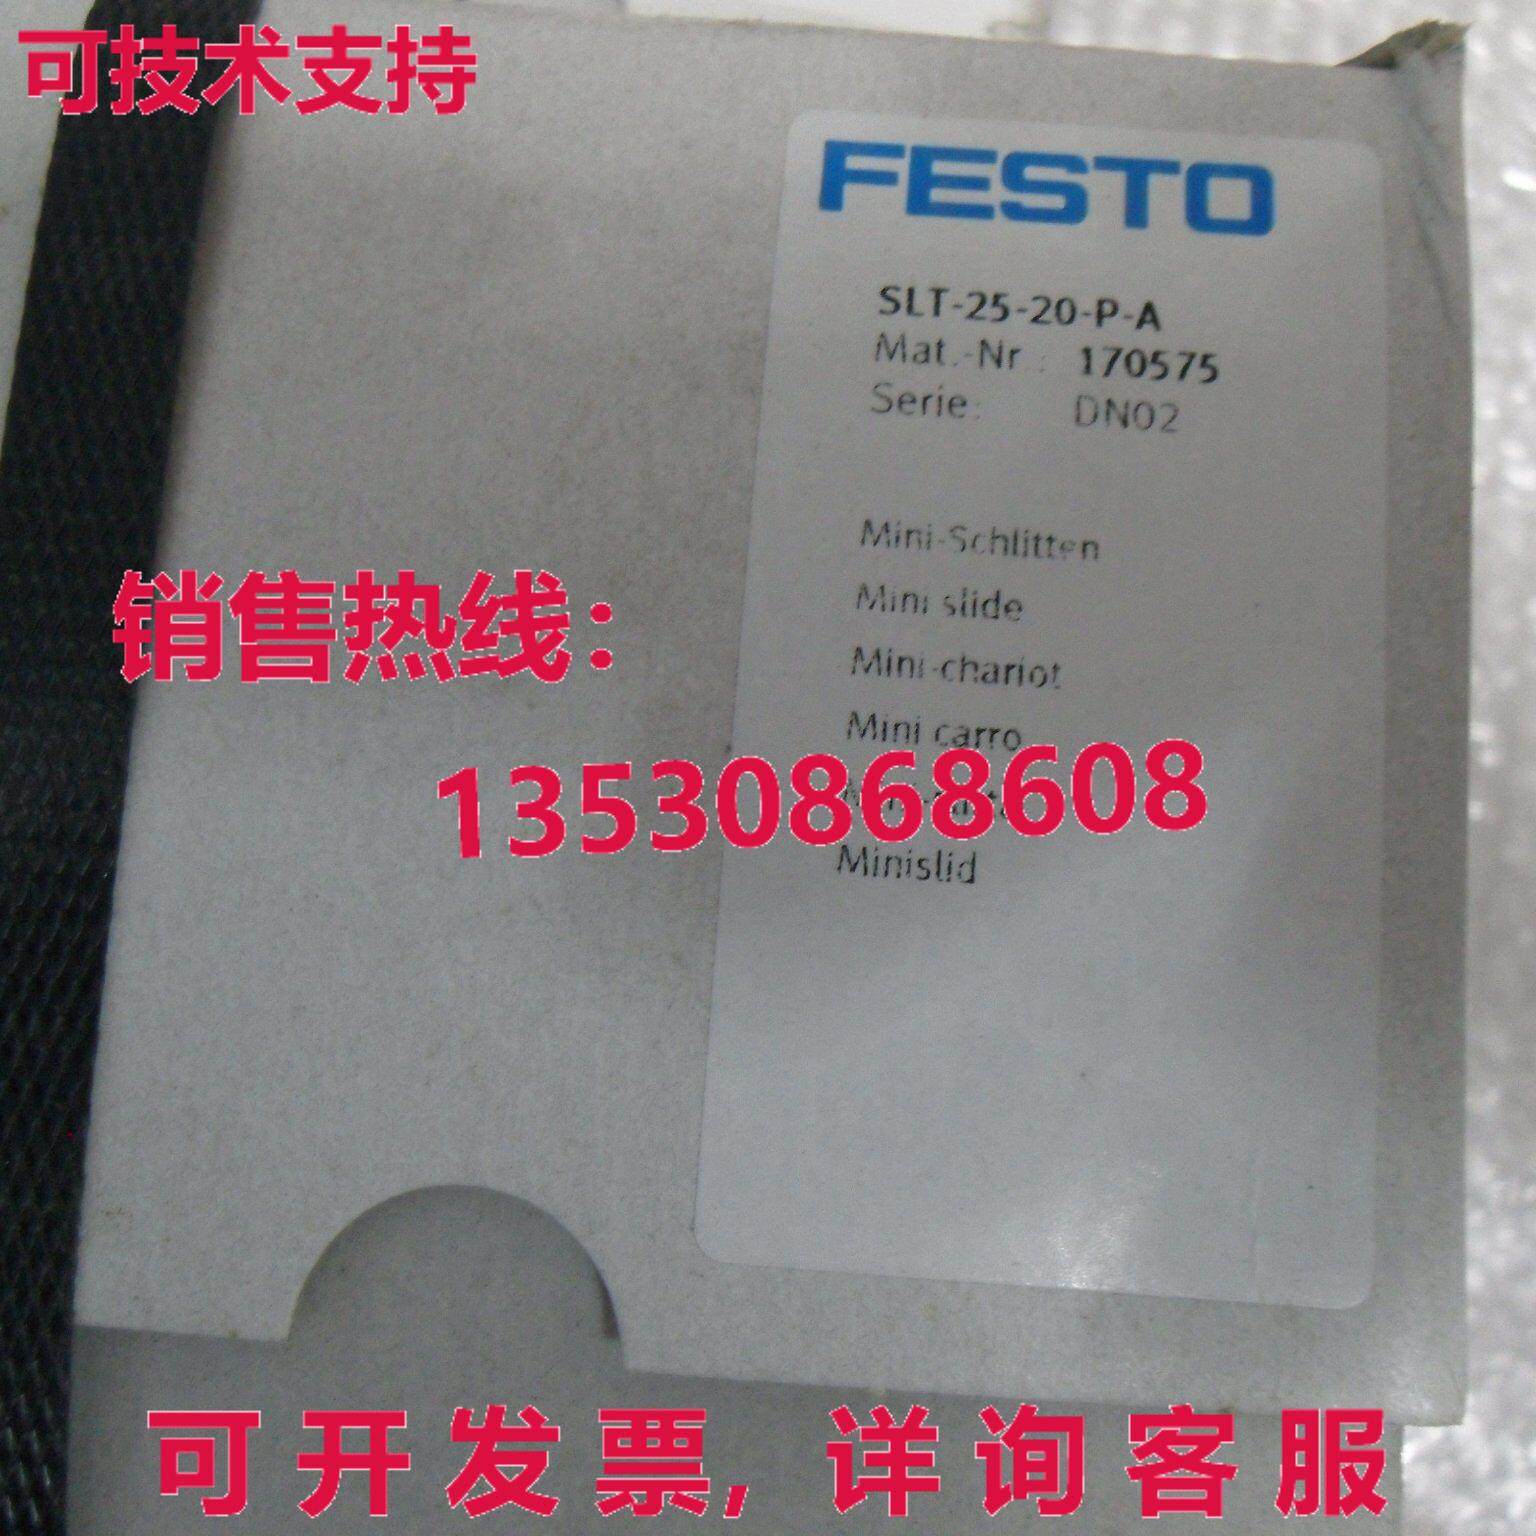 可技术支持
FESTO
SLT-25-20-P-A
Mat.-Nr.: 170575
Serie: DN02
Mini-Schlitten
Mini slide
Mini-chariot
Mini carro
销售热线：
13530868608
Minislid
可开发票，详询客服